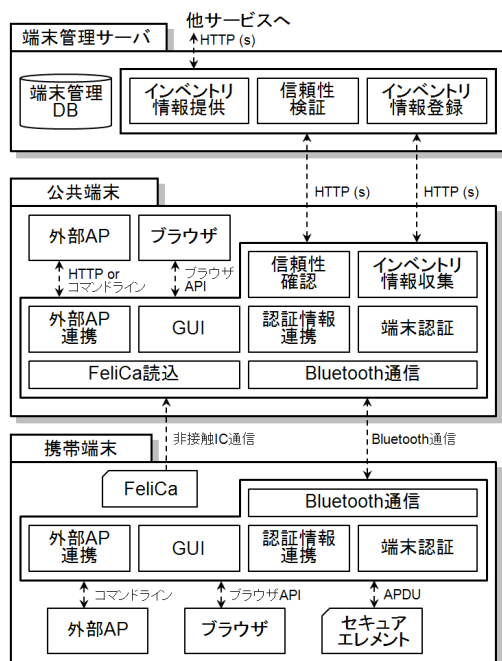 他サービスへ
HTTP (s)
端末管理サーバ
端末管理
DB
インベントリ
情報提供
信頼性
検証
インベントリ
情報登録
HTTP (s)
HTTP (s)
公共端末
外部AP
ブラウザ
HTTP or
コマンドライン
ブラウザ
API
信頼性
確認
インベントリ
情報収集
外部AP
連携
GUI
認証情報
連携
端末認証
FeliCa読込
Bluetooth通信
非接触IC通信
Bluetooth通信
携帯端末
FeliCa
Bluetooth通信
外部AP
連携
GUI
認証情報
連携
端末認証
コマンドライン
ブラウザAPI
APDU
外部AP
ブラウザ
セキュア
エレメント